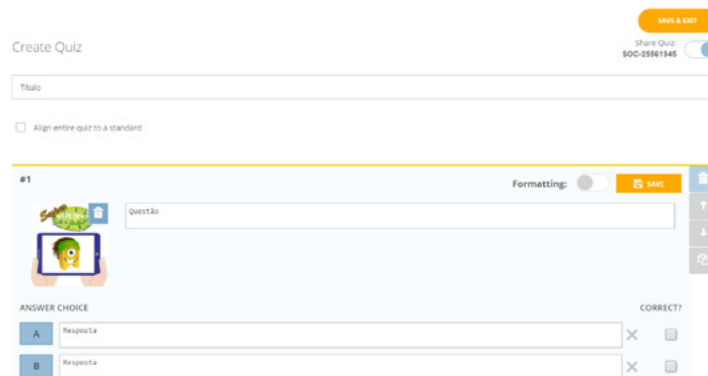 SAVE & EXIT
Create Quiz
Share Quiz:
SOC-25561945
Título
Align entire quiz to a standard
#1
Formatting:
SAVE
Questão
ANSWER CHOICE
CORRECT?
A
Resposta
B
Resposta